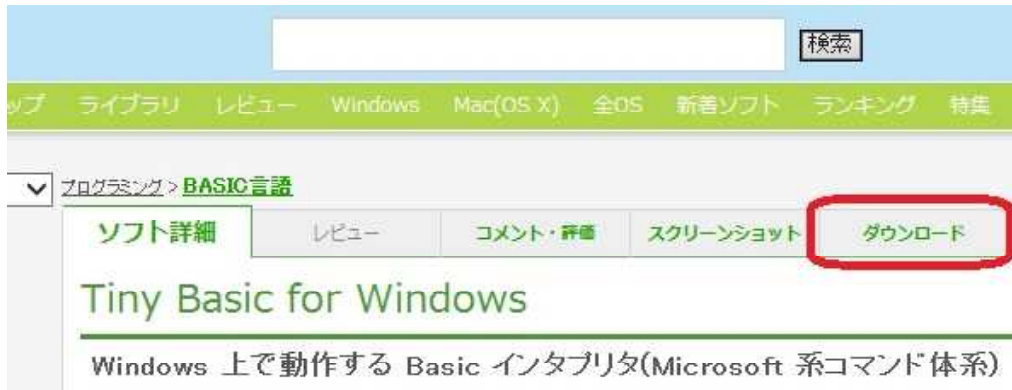 検索
ップ ライブラリ レビュー Windows Mac(OS X) 全OS 新着ソフト ランキング 特集
プログラミング > BASIC言語
ソフト詳細 レビュー コメント・評価 スクリーンショット ダウンロード
Tiny Basic for Windows
Windows 上で動作する Basic インタプリタ(Microsoft 系コマンド体系)